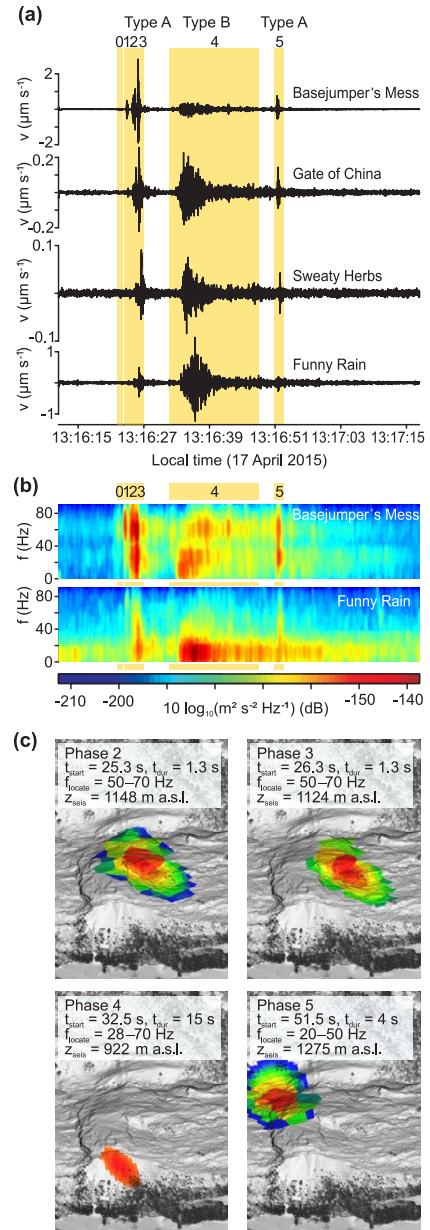 (a)
Type A Type B Type A
0123 4 5
2
0
-2
v (µm s⁻¹)
Basejumper's Mess
0.2
0
-0.2
v (µm s⁻¹)
Gate of China
0.1
0
-0.1
v (µm s⁻¹)
Sweaty Herbs
1
0
-1
v (µm s⁻¹)
Funny Rain
13:16:15 13:16:27 13:16:39 13:16:51 13:17:03 13:17:15
Local time (17 April 2015)
(b)
0123 4 5
80
40
0
f (Hz)
Basejumper's Mess
80
40
0
f (Hz)
Funny Rain
-210 -200 -170 -160 -150 -140
10 log₁₀(m² s⁻² Hz⁻¹) (dB)
(c)
Phase 2
t_start = 25.3 s, t_dur = 1.3 s
f_locate = 50–70 Hz
z_seis = 1148 m a.s.l.
Phase 3
t_start = 26.3 s, t_dur = 1.3 s
f_locate = 50–70 Hz
z_seis = 1124 m a.s.l.
Phase 4
t_start = 32.5 s, t_dur = 15 s
f_locate = 28–70 Hz
z_seis = 922 m a.s.l.
Phase 5
t_start = 51.5 s, t_dur = 4 s
f_locate = 20–50 Hz
z_seis = 1275 m a.s.l.